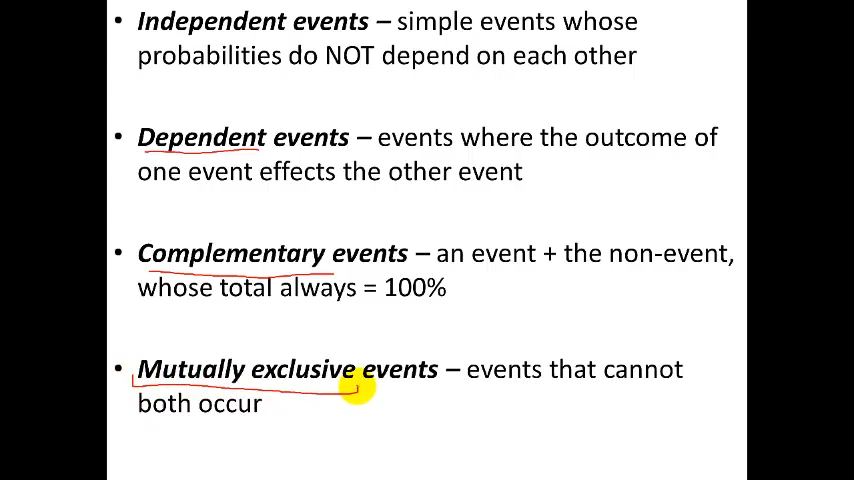 • Independent events – simple events whose
probabilities do NOT depend on each other
• Dependent events – events where the outcome of
one event effects the other event
• Complementary events – an event + the non-event,
whose total always = 100%
• Mutually exclusive events – events that cannot
both occur